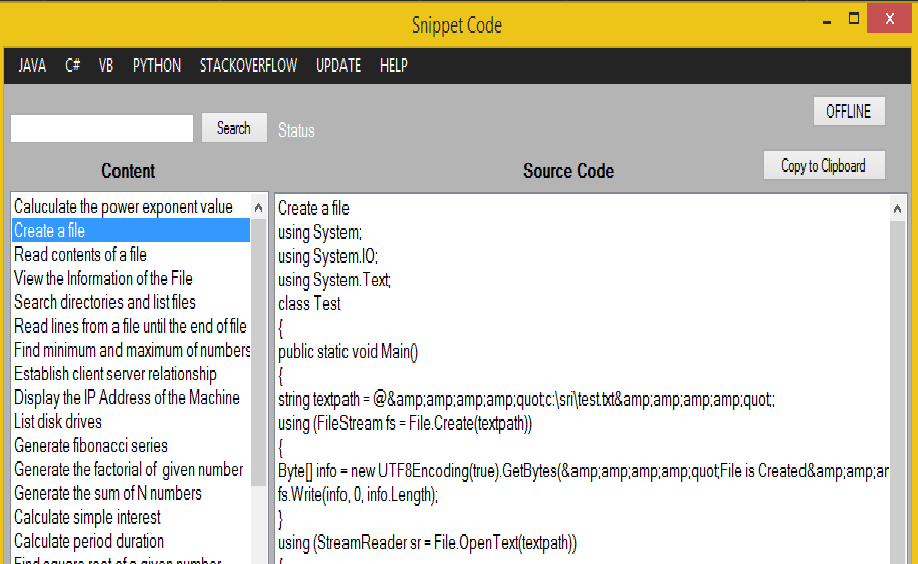 Snippet Code
X
JAVA C# VB PYTHON STACKOVERFLOW UPDATE HELP
OFFLINE
Search Status
Content
Source Code
Copy to Clipboard
Caluculate the power exponent value
Create a file
Read contents of a file
View the Information of the File
Search directories and list files
Read lines from a file until the end of file
Find minimum and maximum of numbers
Establish client server relationship
Display the IP Address of the Machine
List disk drives
Generate fibonacci series
Generate the factorial of given number
Generate the sum of N numbers
Calculate simple interest
Calculate period duration
Find square root of a given number
Create a file
using System;
using System.IO;
using System.Text;
class Test
{
public static void Main()
{
string textpath = @&amp;amp;amp;amp;quot;c:\sri\test.txt&amp;amp;amp;amp;quot;;
using (FileStream fs = File.Create(textpath))
{
Byte[] info = new UTF8Encoding(true).GetBytes(&amp;amp;amp;amp;quot;File is Created&amp;amp;an
fs.Write(info, 0, info.Length);
}
using (StreamReader sr = File.OpenText(textpath))
{